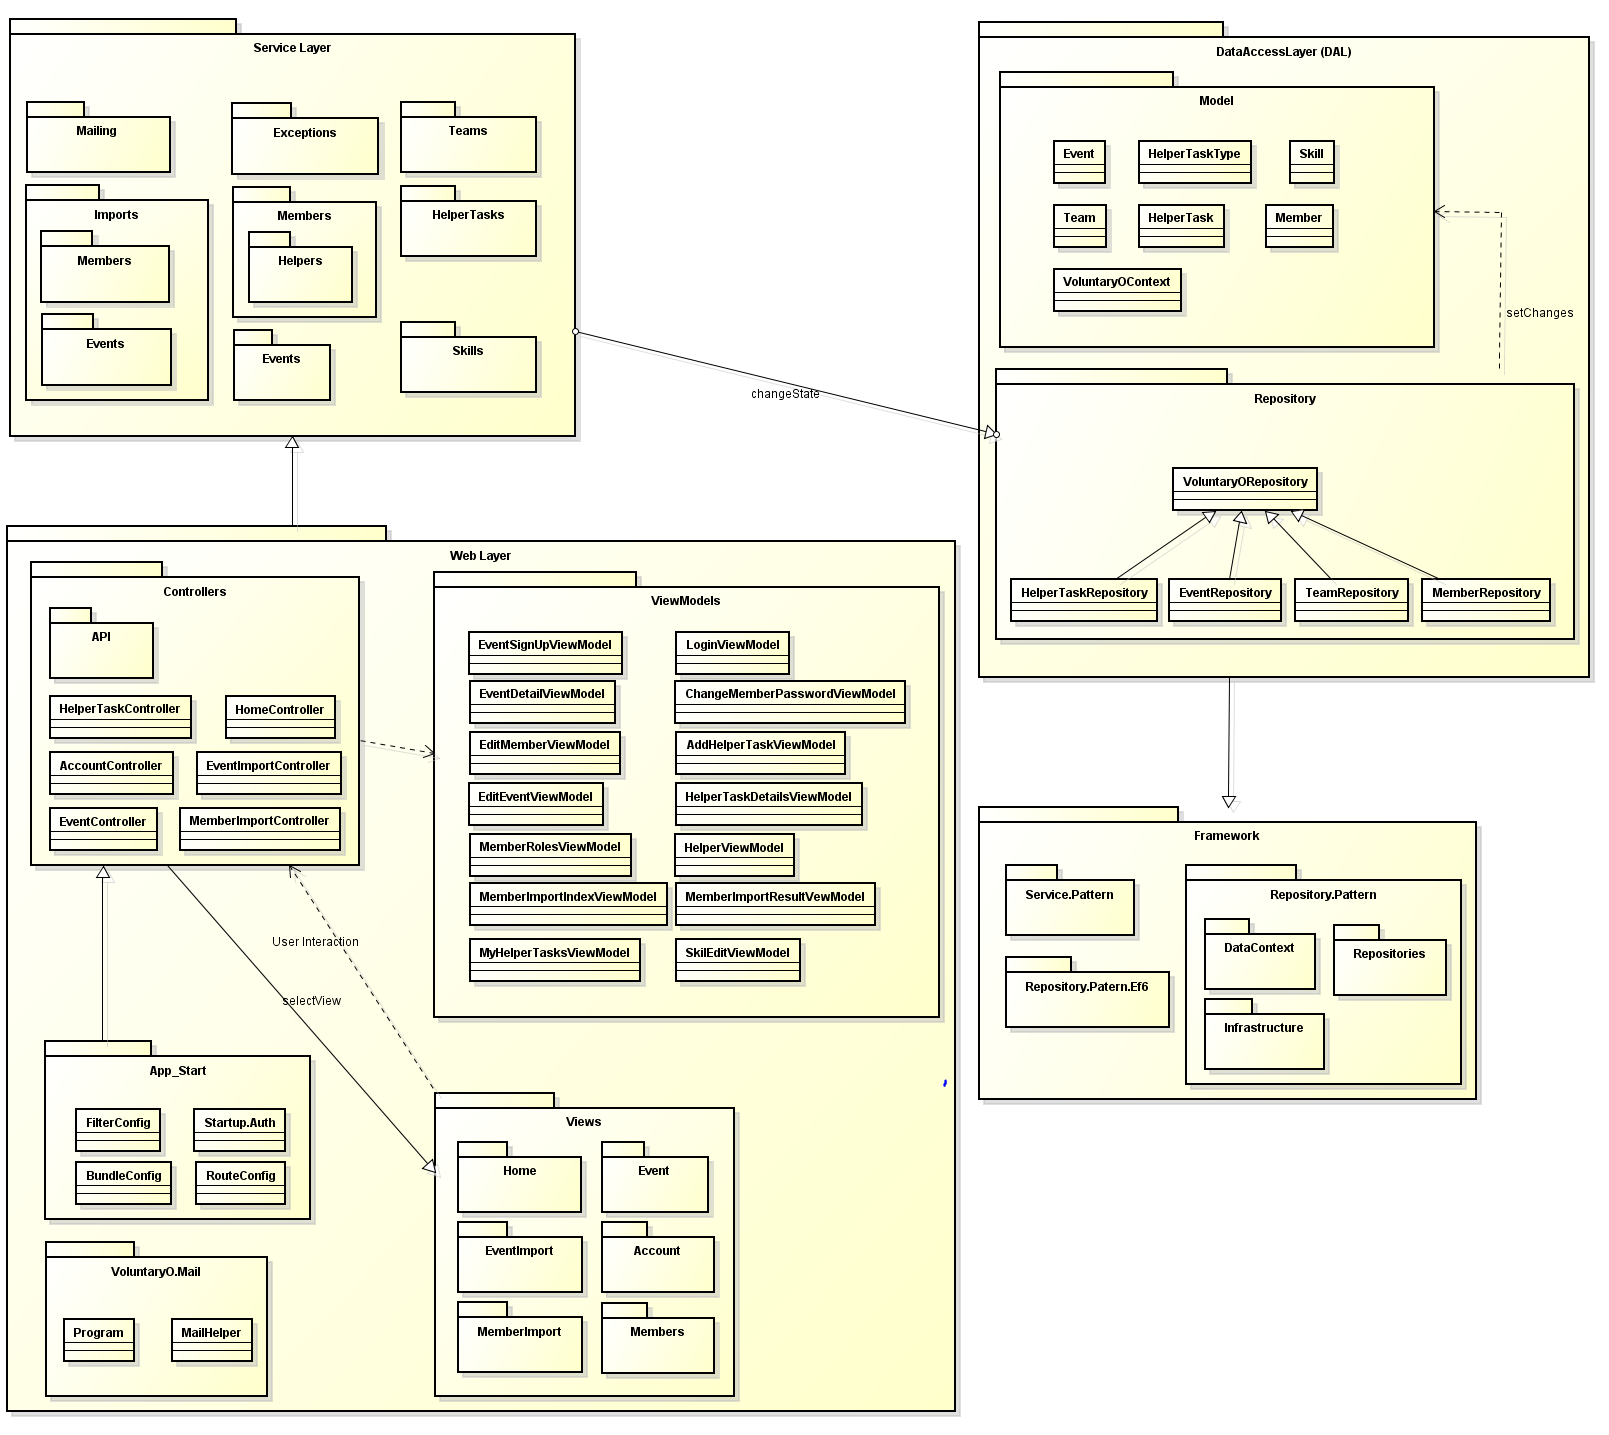 Service Layer
Mailing
Exceptions
Teams
Imports
Members
Events
Members
Helpers
HelperTasks
Events
Skills
DataAccessLayer (DAL)
Model
Event
HelperTaskType
Skill
Team
HelperTask
Member
VoluntaryOContext
setChanges
changeState
Repository
VoluntaryORepository
HelperTaskRepository
EventRepository
TeamRepository
MemberRepository
Web Layer
Controllers
API
HelperTaskController
HomeController
AccountController
EventImportController
EventController
MemberImportController
ViewModels
EventSignUpViewModel
LoginViewModel
EventDetailViewModel
ChangeMemberPasswordViewModel
EditMemberViewModel
AddHelperTaskViewModel
EditEventViewModel
HelperTaskDetailsViewModel
MemberRolesViewModel
HelperViewModel
MemberImportIndexViewModel
MemberImportResultVewModel
MyHelperTasksViewModel
SkilEditViewModel
User Interaction
selectView
App_Start
FilterConfig
Startup.Auth
BundleConfig
RouteConfig
VoluntaryO.Mail
Program
MailHelper
Views
Home
Event
EventImport
Account
MemberImport
Members
Framework
Service.Pattern
Repository.Patern.Ef6
Repository.Pattern
DataContext
Repositories
Infrastructure